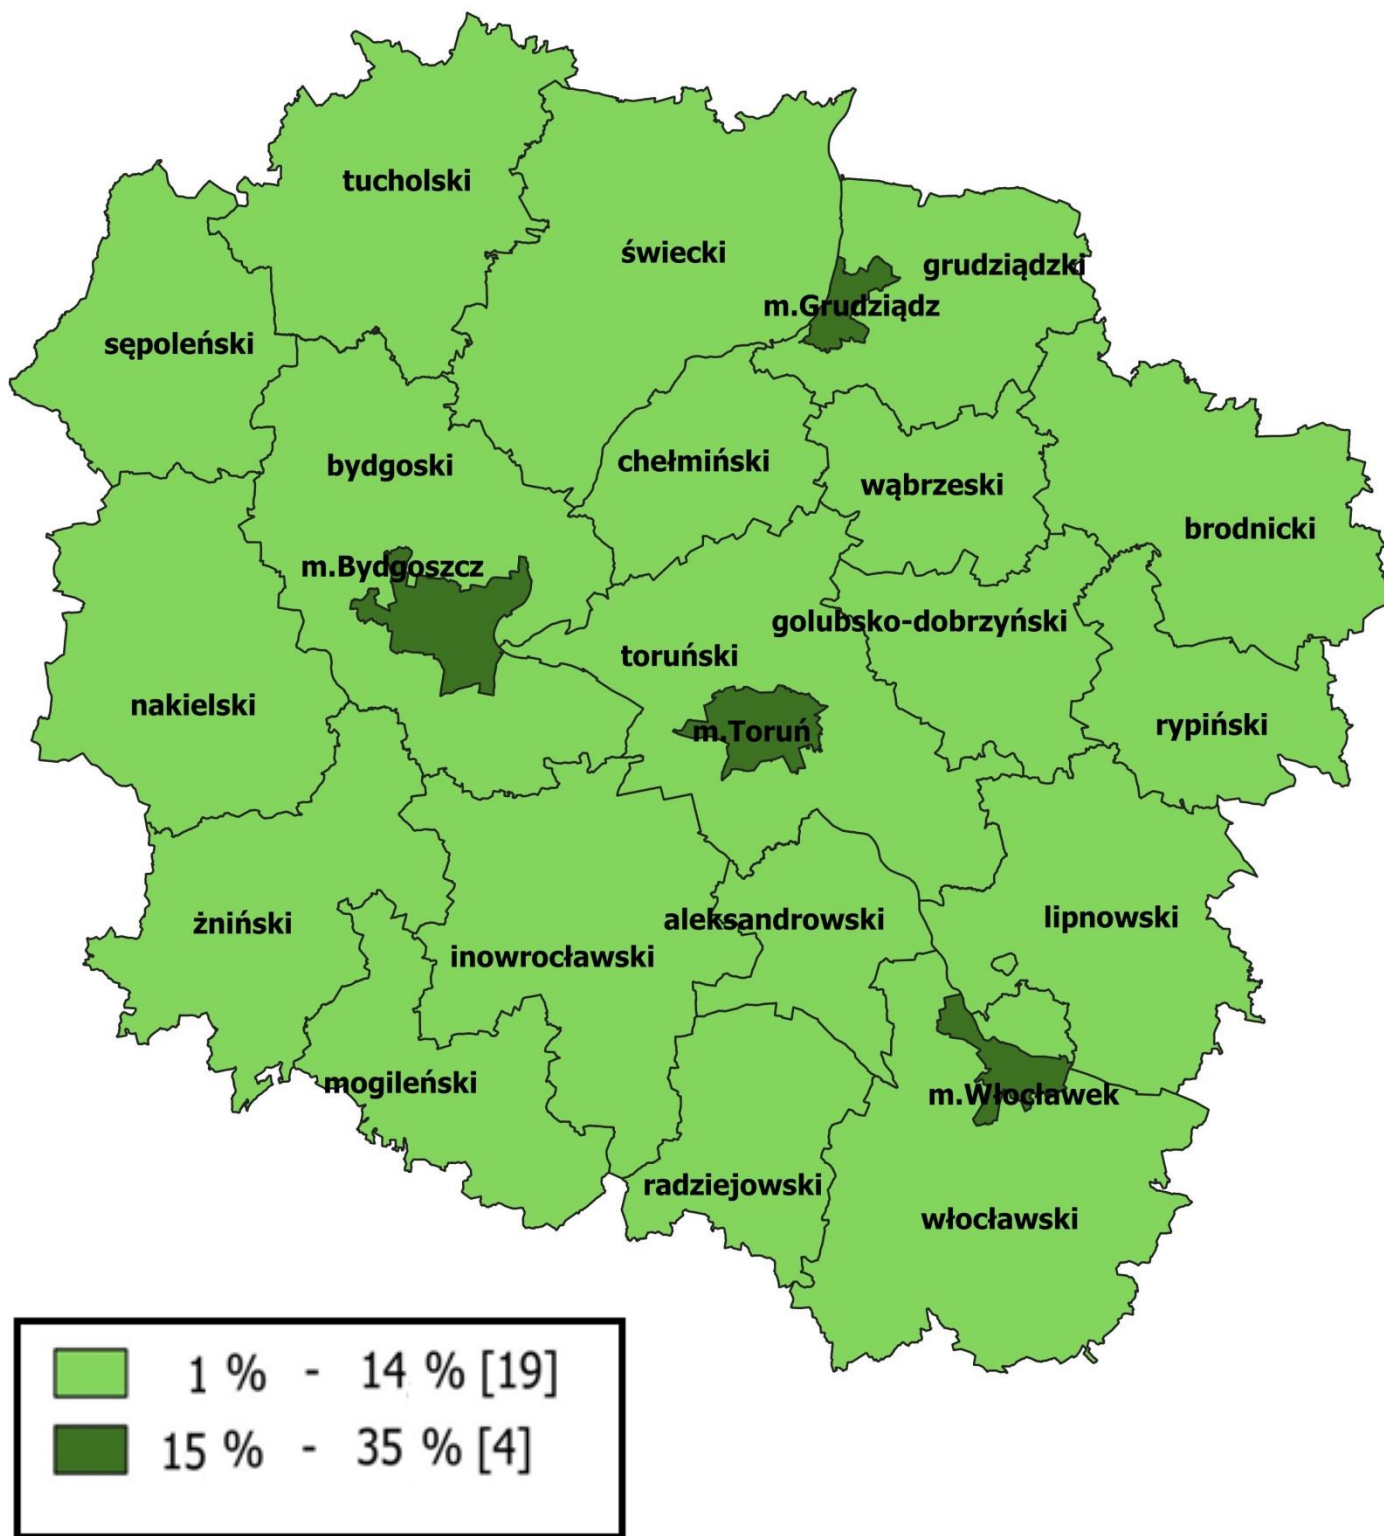 tucholski
świecki
grudziądzki
m.Grudziądz
sępoleński
bydgoski
chełmiński
wąbrzeski
brodnicki
m.Bydgoszcz
golubsko-dobrzyński
toruński
nakielski
rypiński
m.Toruń
żniński
aleksandrowski
lipnowski
inowrocławski
mogileński
m.Włocławek
radziejowski
włocławski
1 % - 14 % [19]
15 % - 35 % [4]